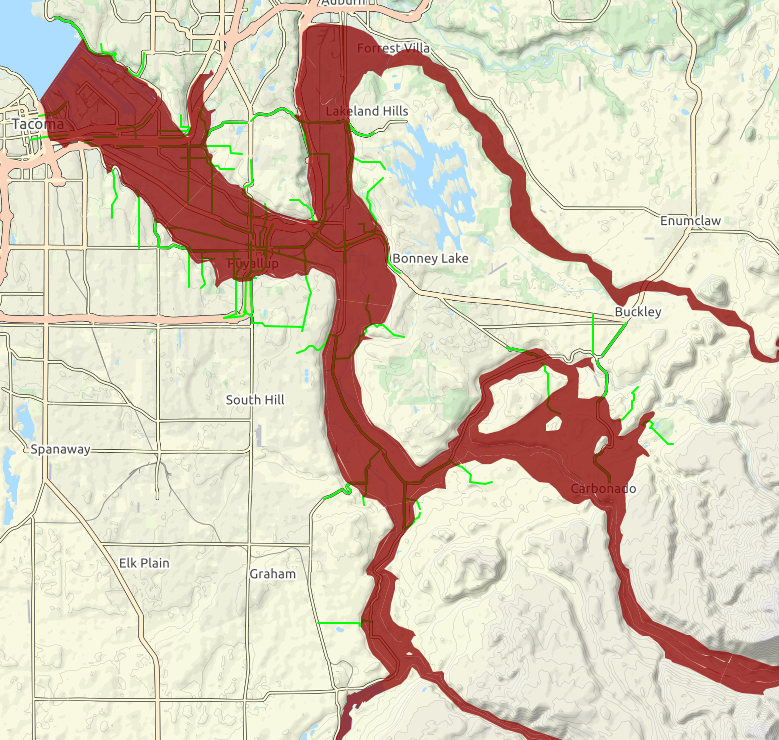 Auburn
Forrest Villa
Lakeland Hills
Tacoma
Enumclaw
Bonney Lake
Puyallup
Buckley
South Hill
Spanaway
Carbonado
Elk Plain
Graham